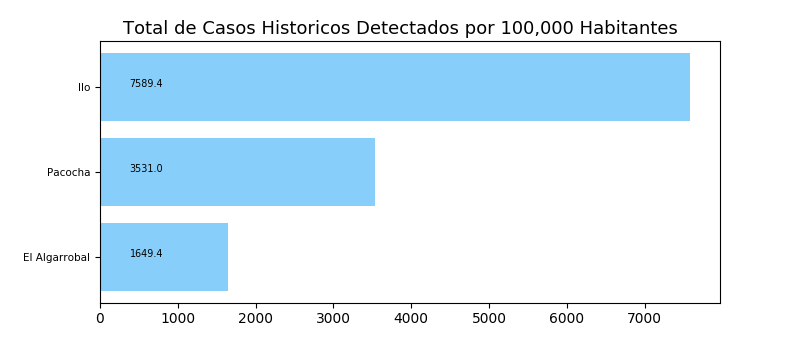 Total de Casos Historicos Detectados por 100,000 Habitantes
Ilo
7589.4
Pacocha
3531.0
El Algarrobal
1649.4
0 1000 2000 3000 4000 5000 6000 7000